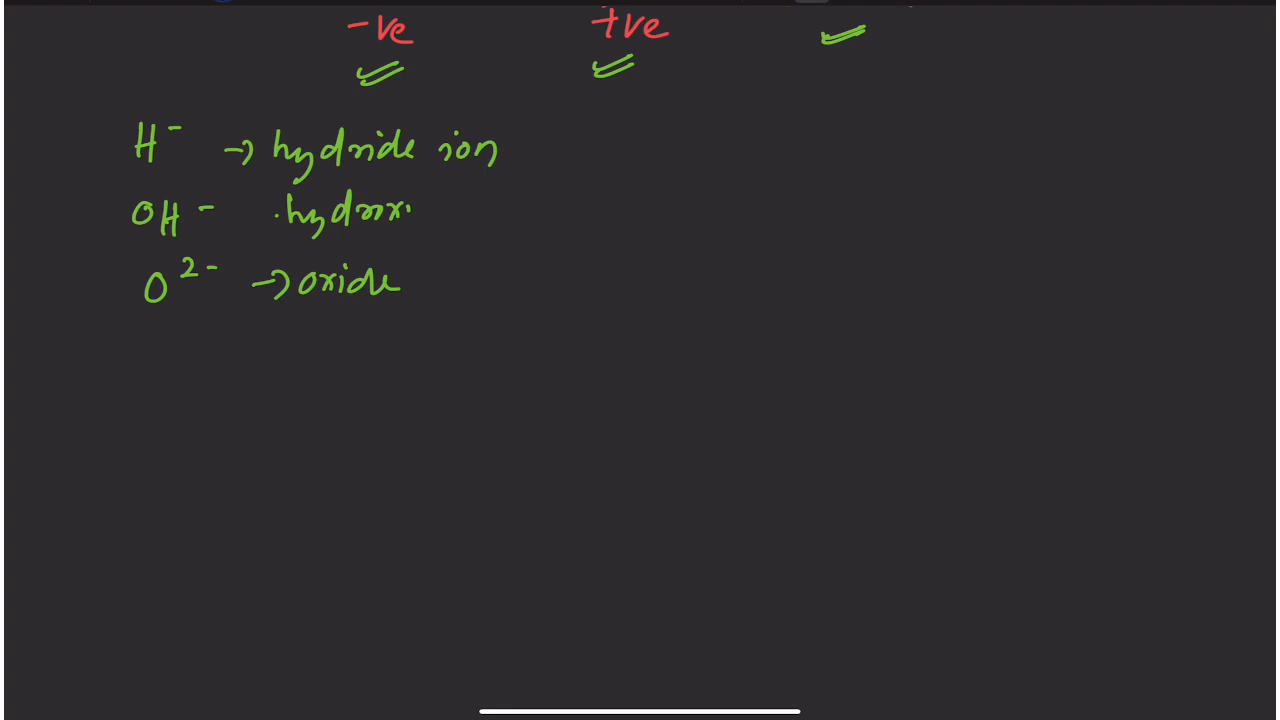 -ve +ve
H⁻ → hydride ion
OH⁻ .hydroxi
O²⁻ → oxide